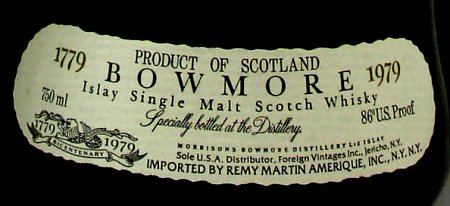 PRODUCT OF SCOTLAND
1779 BOWMORE 1979
Islay Single Malt Scotch Whisky
750 ml
86° U.S. Proof
Specially bottled at the Distillery.
1779 1979
BICENTENARY
MORRISONS BOWMORE DISTILLERY Ltd ISLAY
Sole U.S.A. Distributor, Foreign Vintages Inc., Jericho, N.Y.
IMPORTED BY REMY MARTIN AMERIQUE, INC., N.Y. N.Y.